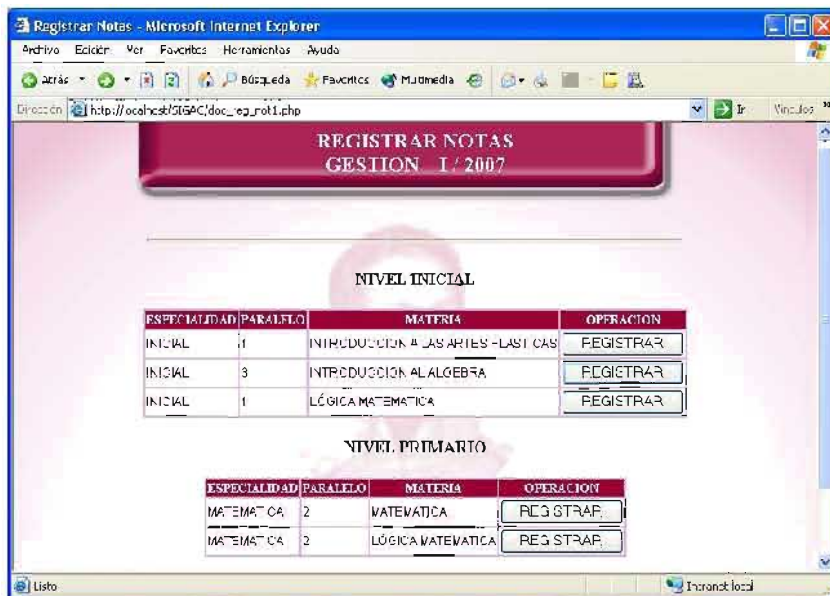 Registrar Notas - Microsoft Internet Explorer
Archivo Edición Ver Favoritos Herramientas Ayuda
Atrás Búsqueda Favoritos Multimedia
Dirección http://localhost/SIGAC/doc_reg_not1.php Ir Vínculos »
REGISTRAR NOTAS
GESTION I / 2007
NIVEL INICIAL
ESPECIALIDAD PARALELO MATERIA OPERACION
INICIAL 1 INTRODUCCION A LAS ARTES PLASTICAS REGISTRAR
INICIAL 3 INTRODUCCION AL ALGEBRA REGISTRAR
INICIAL 1 LÓGICA MATEMATICA REGISTRAR
NIVEL PRIMARIO
ESPECIALIDAD PARALELO MATERIA OPERACION
MATEMATICA 2 MATEMATICA REGISTRAR
MATEMATICA 2 LÓGICA MATEMATICA REGISTRAR
Listo Intranet local